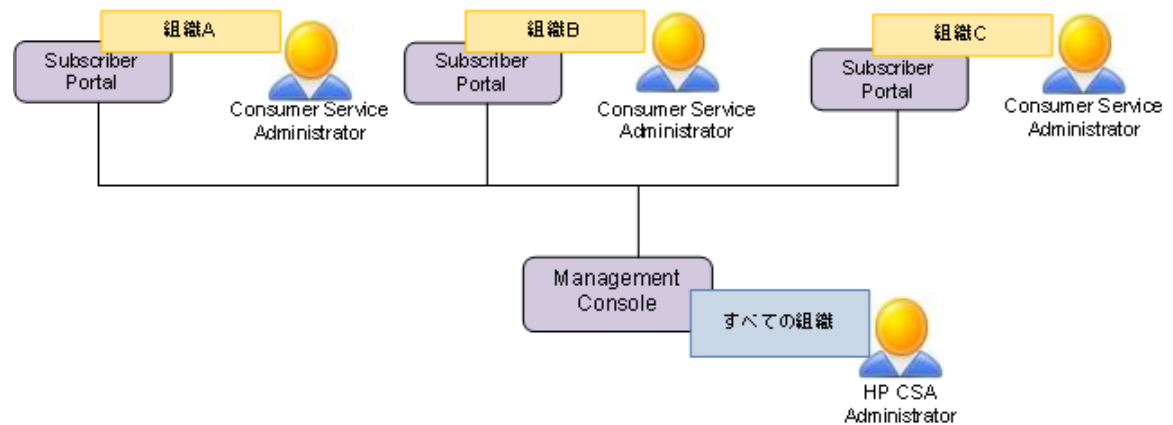 組織A
Subscriber
Portal
Consumer Service
Administrator
組織B
Subscriber
Portal
Consumer Service
Administrator
組織C
Subscriber
Portal
Consumer Service
Administrator
Management
Console
すべての組織
HP CSA
Administrator